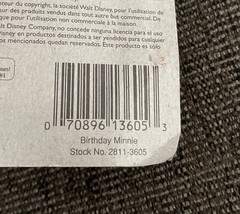 teur du copyright, la société Walt Disney, pour l'utilisation de
sur des produits vendus dans tout autre but commercial. De
que pour l'utilisation non commerciale à la maison.
lt Disney Company, no concede ninguna licencia para el uso
isney en productos destinados a ser vendidos para cualquier
os mencionados quedan reservados. Este producto es sólo
0 70896 13605 3
Birthday Minnie
Stock No. 2811-3605